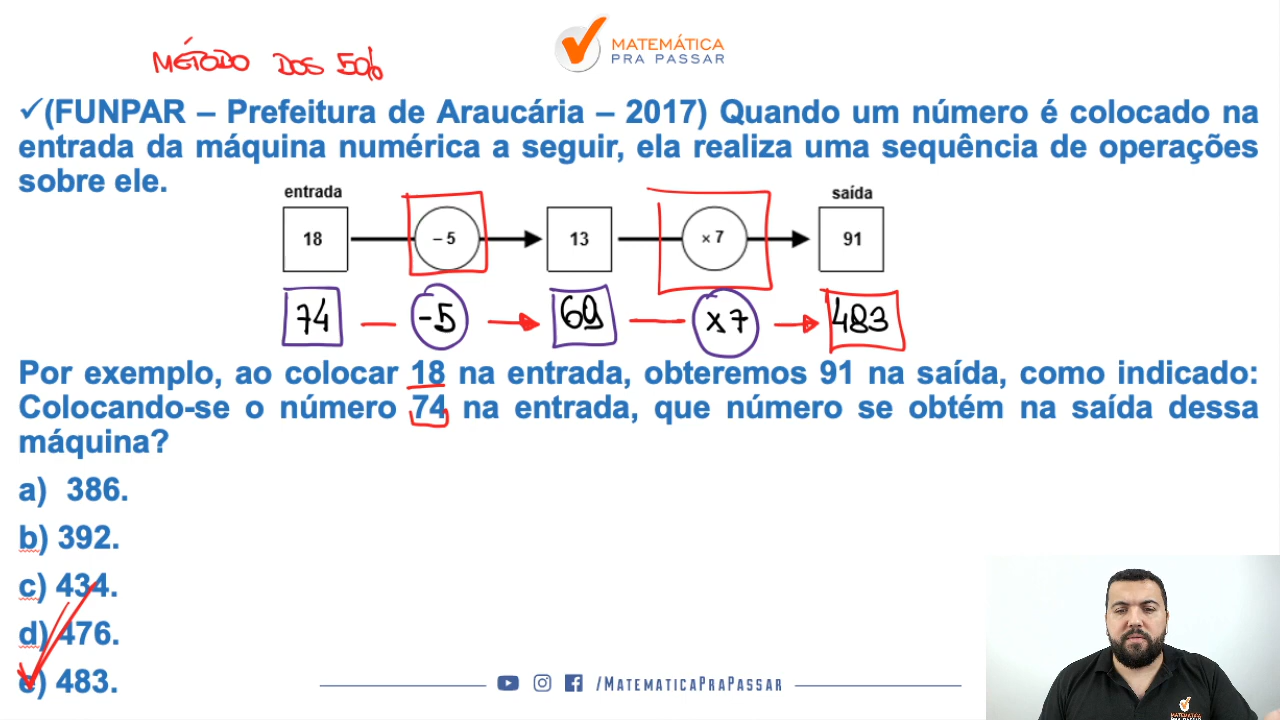 MÉTODO DOS 50%
MATEMÁTICA
PRA PASSAR
✓(FUNPAR – Prefeitura de Araucária – 2017) Quando um número é colocado na
entrada da máquina numérica a seguir, ela realiza uma sequência de operações
sobre ele.
entrada saída
18 – 5 13 × 7 91
74 -5 69 x7 483
Por exemplo, ao colocar 18 na entrada, obteremos 91 na saída, como indicado:
Colocando-se o número 74 na entrada, que número se obtém na saída dessa
máquina?
a) 386.
b) 392.
c) 434.
d) 476.
e) 483.
/MatematicaPraPassar
MATEMÁTICA
PRA PASSAR